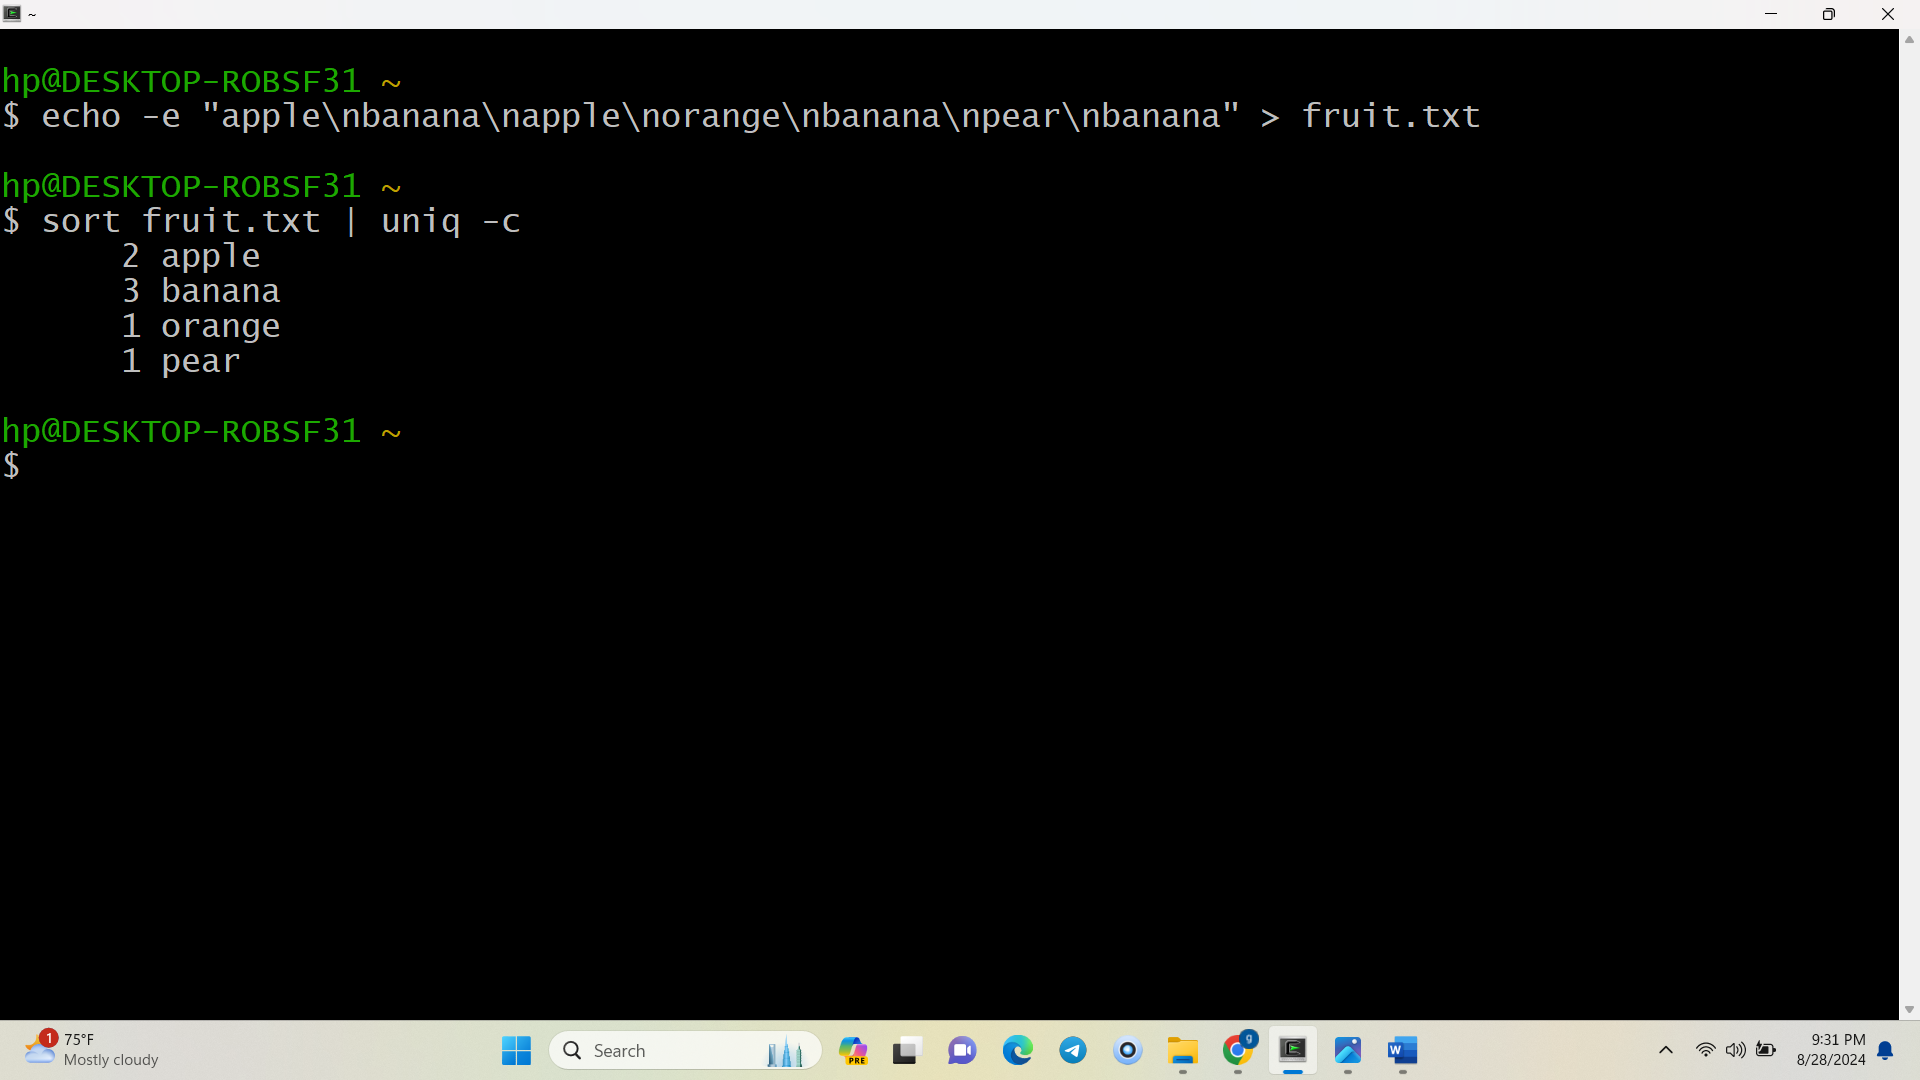 ~
hp@DESKTOP-ROBSF31 ~
$ echo -e "apple\nbanana\napple\norange\nbanana\npear\nbanana" > fruit.txt
hp@DESKTOP-ROBSF31 ~
$ sort fruit.txt | uniq -c
2 apple
3 banana
1 orange
1 pear
hp@DESKTOP-ROBSF31 ~
$
1
75°F
Mostly cloudy
Search
PRE
g
W
9:31 PM
8/28/2024